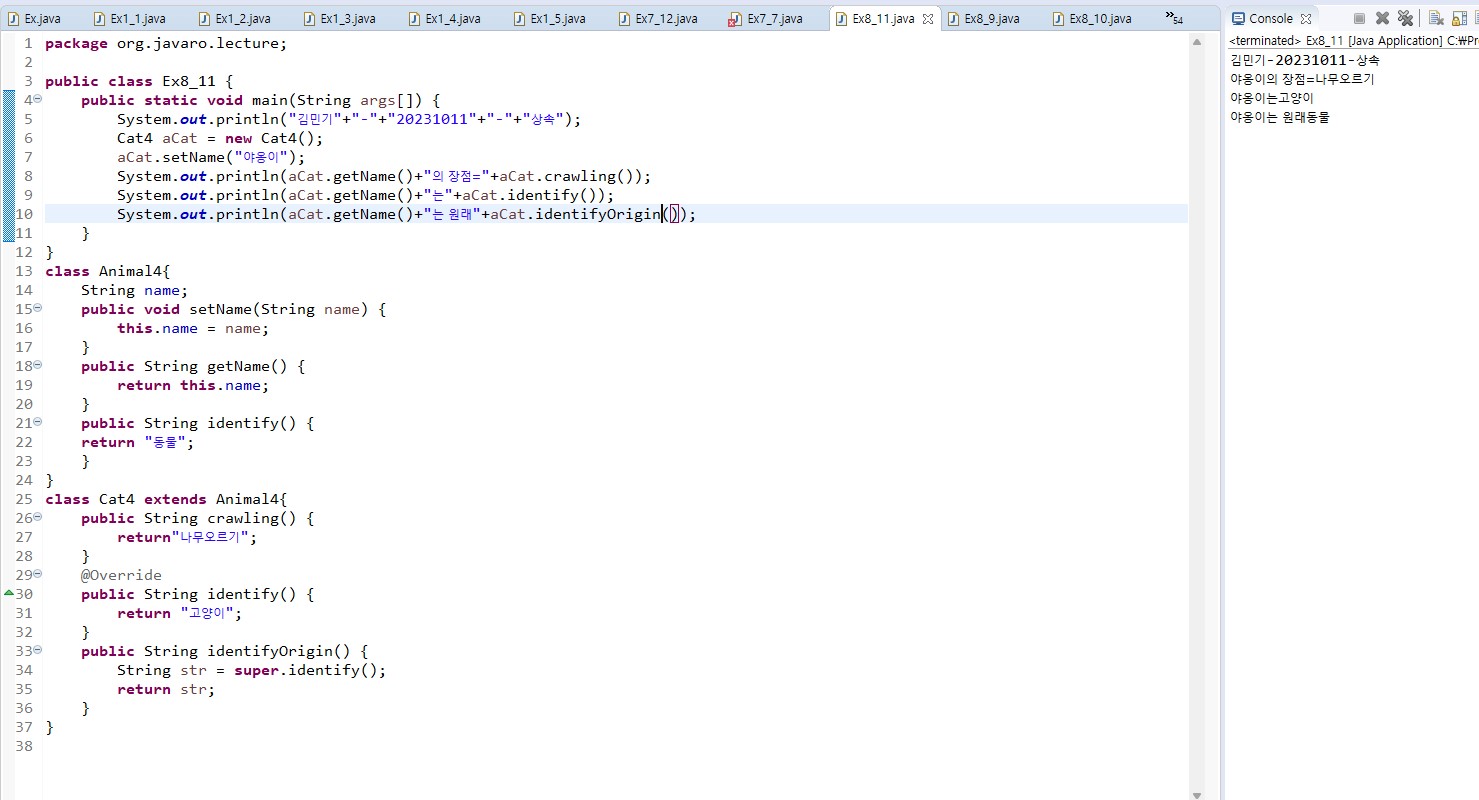 Ex.java Ex1_1.java Ex1_2.java Ex1_3.java Ex1_4.java Ex1_5.java Ex7_12.java Ex7_7.java Ex8_11.java Ex8_9.java Ex8_10.java »54
1 package org.javaro.lecture;
2
3 public class Ex8_11 {
4 public static void main(String args[]) {
5 System.out.println("김민기"+"-"+"20231011"+"-"+"상속");
6 Cat4 aCat = new Cat4();
7 aCat.setName("야옹이");
8 System.out.println(aCat.getName()+"의 장점="+aCat.crawling());
9 System.out.println(aCat.getName()+"는"+aCat.identify());
10 System.out.println(aCat.getName()+"는 원래"+aCat.identifyOrigin());
11 }
12 }
13 class Animal4{
14 String name;
15 public void setName(String name) {
16 this.name = name;
17 }
18 public String getName() {
19 return this.name;
20 }
21 public String identify() {
22 return "동물";
23 }
24 }
25 class Cat4 extends Animal4{
26 public String crawling() {
27 return"나무오르기";
28 }
29 @Override
30 public String identify() {
31 return "고양이";
32 }
33 public String identifyOrigin() {
34 String str = super.identify();
35 return str;
36 }
37 }
38
Console
<terminated> Ex8_11 [Java Application] C:₩Pr
김민기-20231011-상속
야옹이의 장점=나무오르기
야옹이는고양이
야옹이는 원래동물